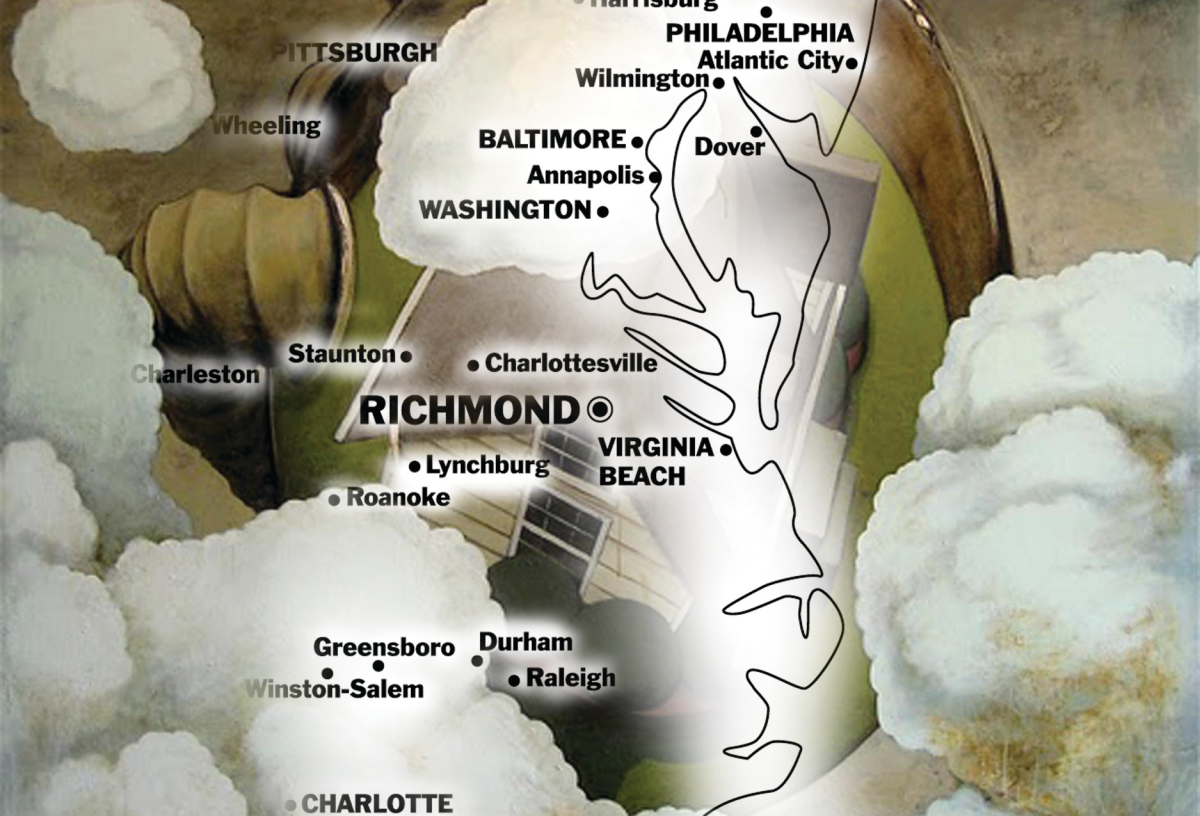 Harrisburg
PHILADELPHIA
PITTSBURGH
Atlantic City
Wilmington
Wheeling
BALTIMORE
Dover
Annapolis
WASHINGTON
Staunton
Charlottesville
Charleston
RICHMOND
VIRGINIA
BEACH
Lynchburg
Roanoke
Durham
Greensboro
Raleigh
Winston-Salem
CHARLOTTE